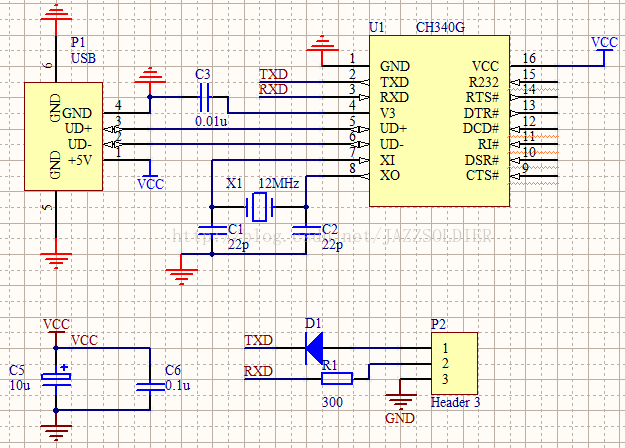 U1
CH340G
P1
USB
6
GND
GND
4
UD+
3
UD-
2
+5V
1
GND
5
VCC
C3
0.01u
TXD
RXD
1
GND
2
TXD
3
RXD
4
V3
5
UD+
6
UD-
7
XI
8
XO
VCC
16
VCC
R232
15
RTS#
14
DTR#
13
DCD#
12
RI#
11
DSR#
10
CTS#
9
X1
12MHz
C1
22p
C2
22p
VCC
VCC
C5
10u
C6
0.1u
TXD
D1
RXD
R1
300
P2
1
2
3
Header 3
GND